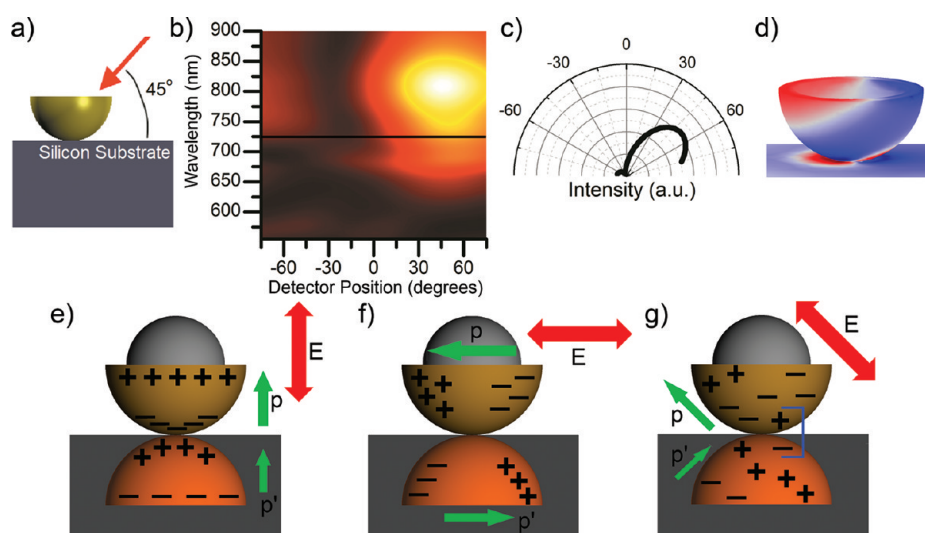 a)
45°
Silicon Substrate
b)
Wavelength (nm)
900
850
800
750
700
650
600
-60
-30
0
30
60
Detector Position (degrees)
c)
0
-30
30
-60
60
Intensity (a.u.)
d)
e)
E
p
+ + + + +
− − − − −
+ + + +
p'
− − − −
f)
p
E
+ + + + +
− − − − −
− − −
+ + + +
p'
g)
E
p
+ +
− − − − −
+
p'
+ −
+ + +
− −